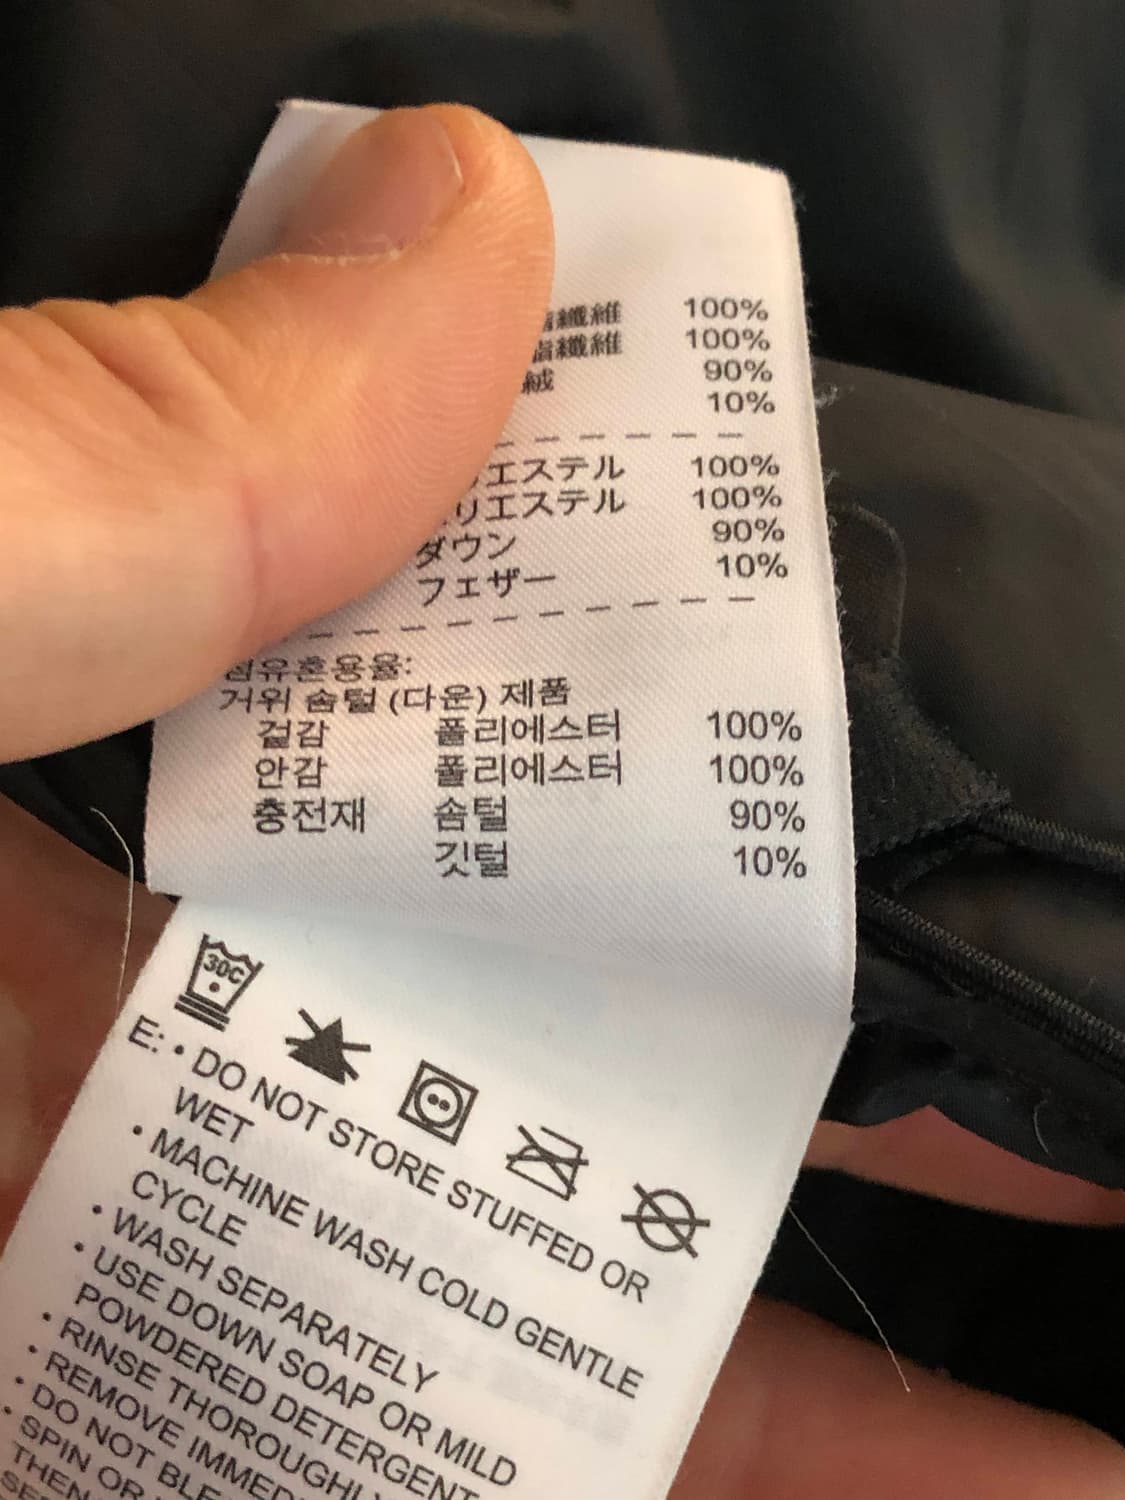 纖維 100%
脂纖維 100%
絨 90%
10%
エステル 100%
リエステル 100%
ダウン 90%
フェザー 10%
섬유혼용율:
거위 솜털 (다운) 제품
겉감 폴리에스터 100%
안감 폴리에스터 100%
충전재 솜털 90%
깃털 10%
30C
E: • DO NOT STORE STUFFED OR
WET
• MACHINE WASH COLD GENTLE
CYCLE
• WASH SEPARATELY
• USE DOWN SOAP OR MILD
POWDERED DETERGENT
• RINSE THOROUGHLY
• REMOVE
• DO NOT
• SPIN OR
THEN